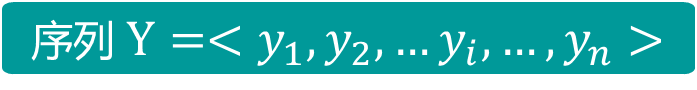 序列 Y =< y₁, y₂, … yᵢ, … , yₙ >